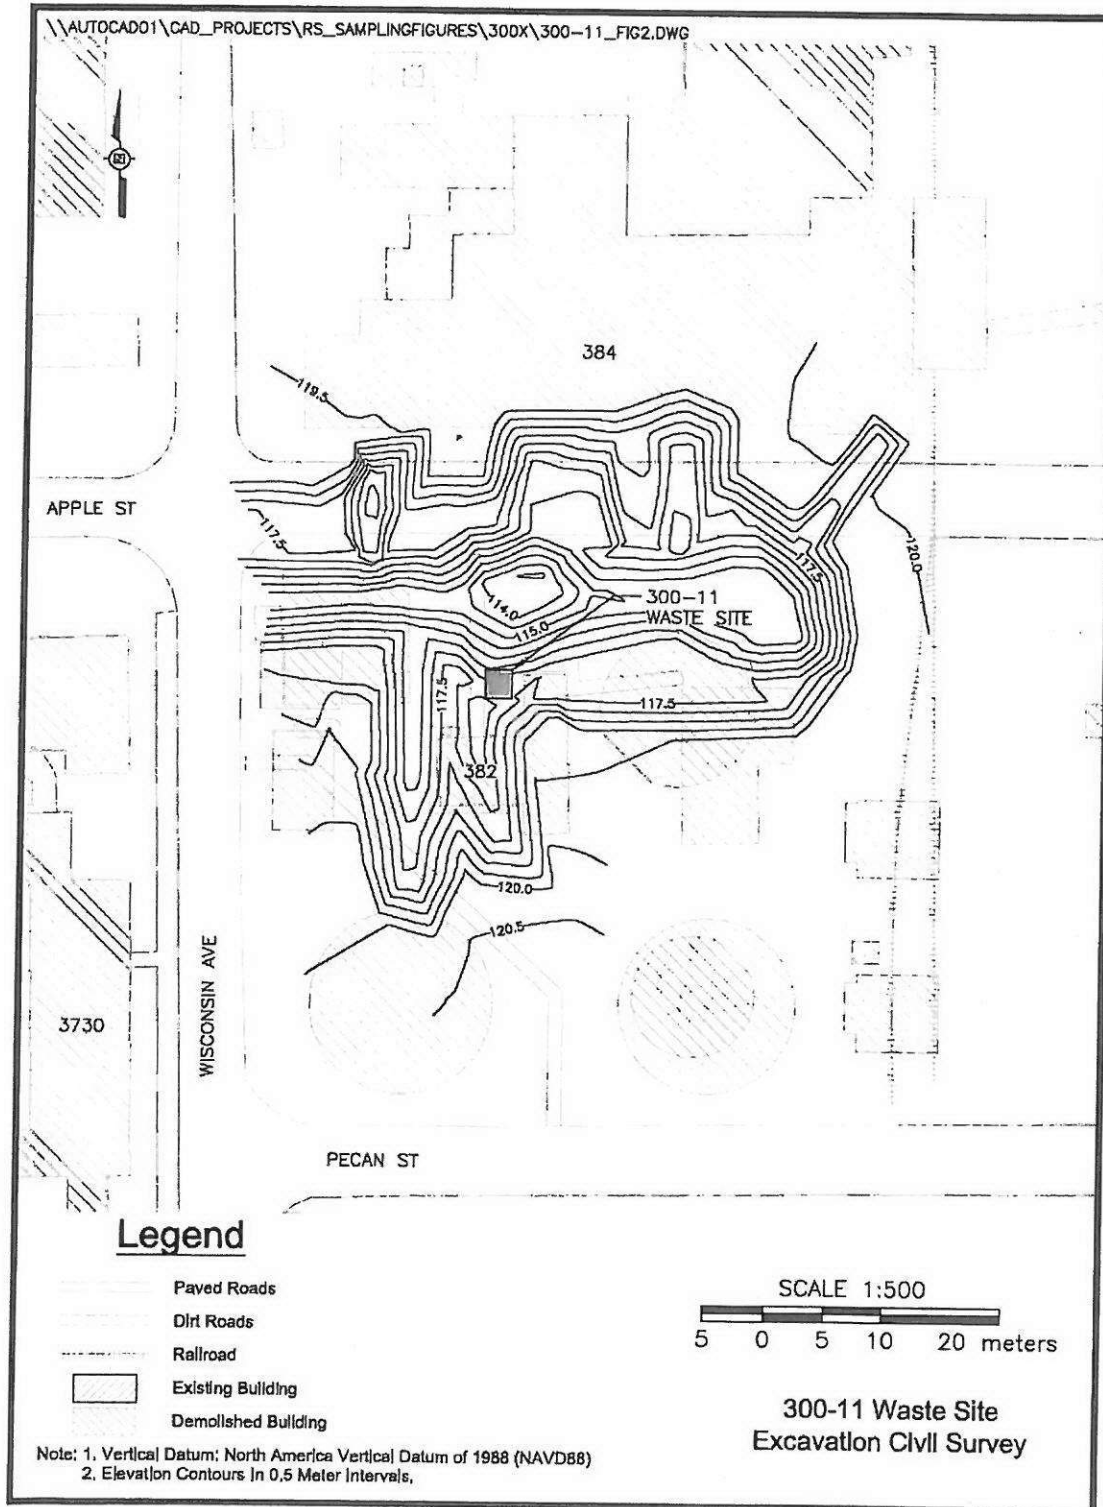 \\AUTOCAD01\CAD_PROJECTS\RS_SAMPLINGFIGURES\300X\300-11_FIG2.DWG
N
384
119.5
APPLE ST
117.5
117.5
120.0
114.0
300-11
WASTE SITE
115.0
117.5
117.5
382
120.0
120.5
WISCONSIN AVE
3730
PECAN ST
Legend
Paved Roads
Dirt Roads
Railroad
Existing Building
Demolished Building
SCALE 1:500
5 0 5 10 20 meters
300-11 Waste Site
Excavation Civil Survey
Note: 1. Vertical Datum: North America Vertical Datum of 1988 (NAVD88)
2. Elevation Contours in 0.5 Meter Intervals.